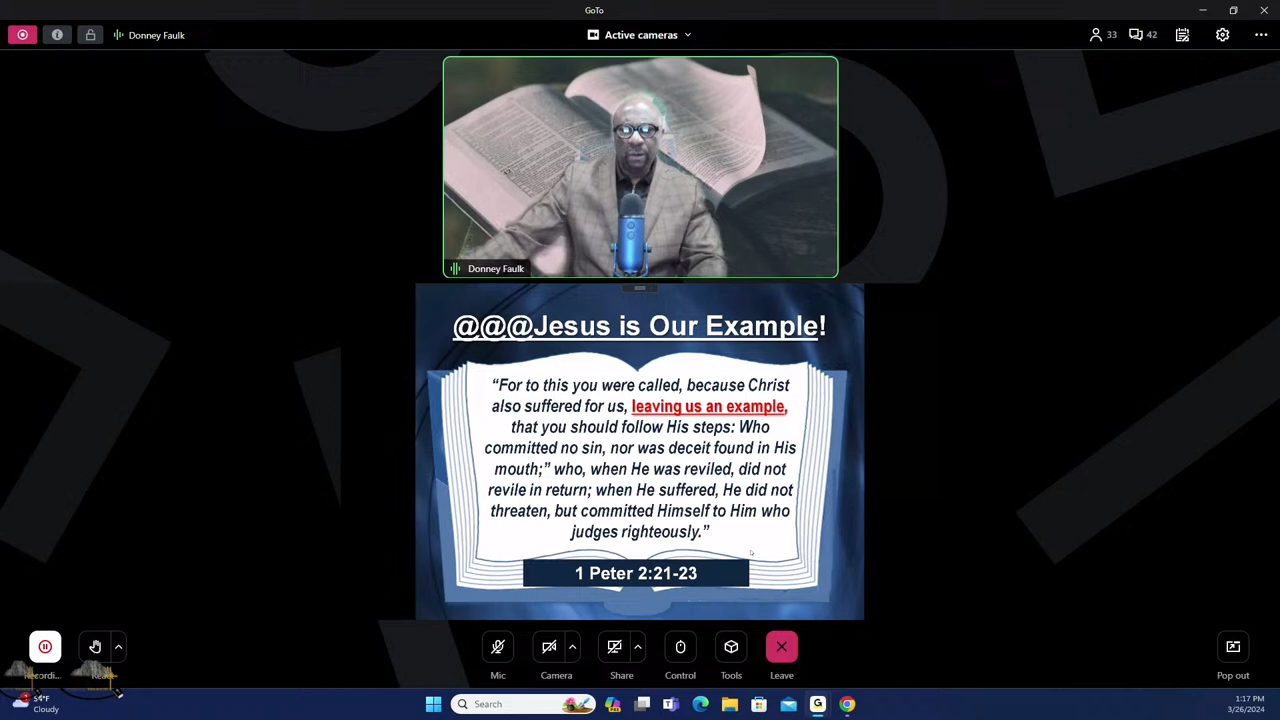 GoTo
Donney Faulk
Active cameras
33
42
Donney Faulk
@@@Jesus is Our Example!
“For to this you were called, because Christ
also suffered for us, leaving us an example,
that you should follow His steps: Who
committed no sin, nor was deceit found in His
mouth;” who, when He was reviled, did not
revile in return; when He suffered, He did not
threaten, but committed Himself to Him who
judges righteously.”
1 Peter 2:21-23
Mic
Camera
Share
Control
Tools
Leave
Pop out
54°F
Cloudy
Search
1:17 PM
3/26/2024